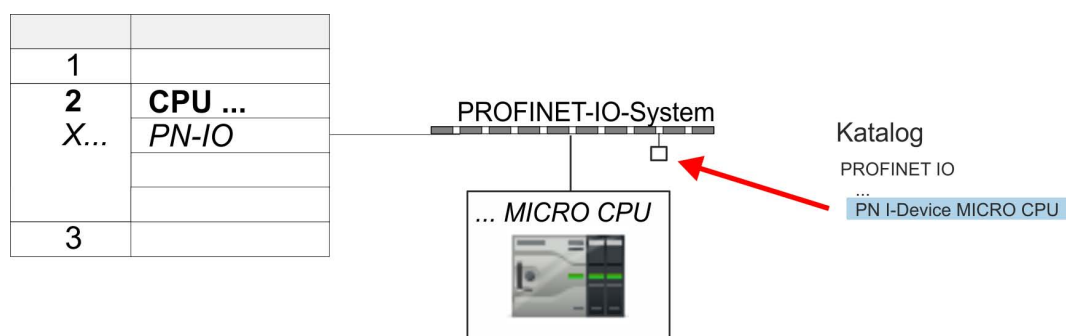 1
2 CPU ...
X... PN-IO
3
PROFINET-IO-System
... MICRO CPU
Katalog
PROFINET IO
...
PN I-Device MICRO CPU